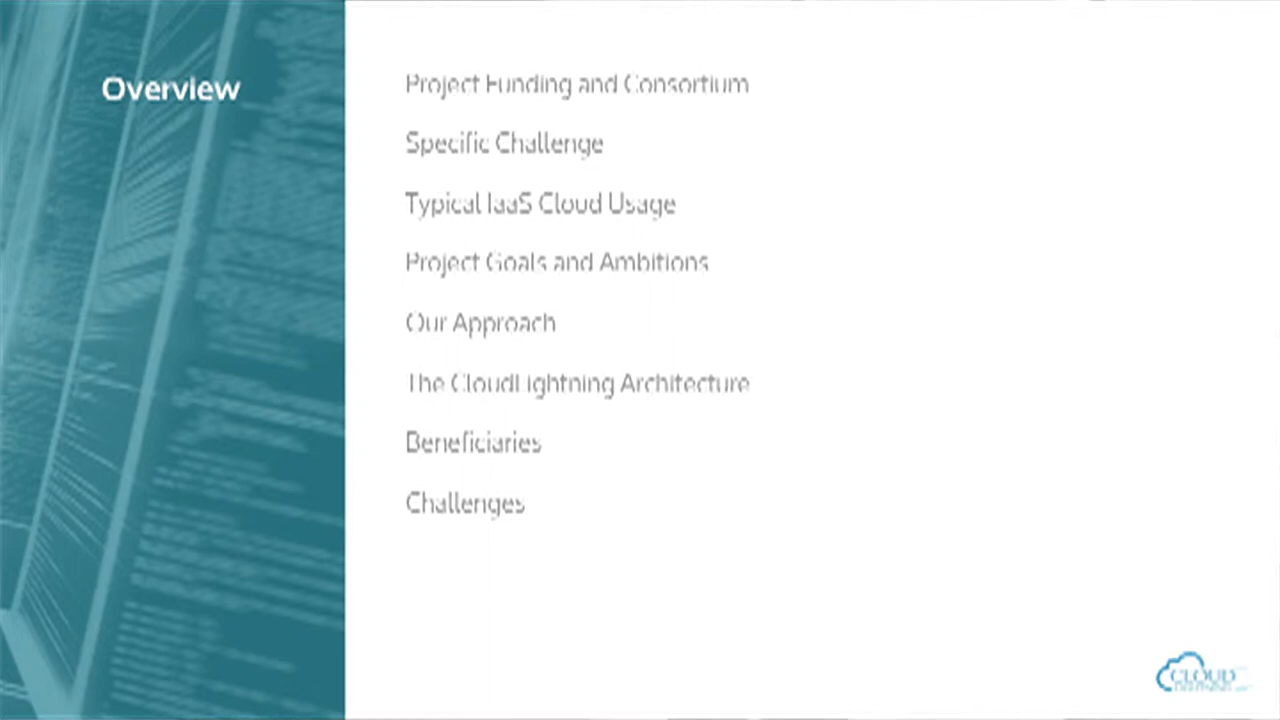 Overview
Project Funding and Consortium
Specific Challenge
Typical IaaS Cloud Usage
Project Goals and Ambitions
Our Approach
The CloudLightning Architecture
Beneficiaries
Challenges
CLOUD
LIGHTNING